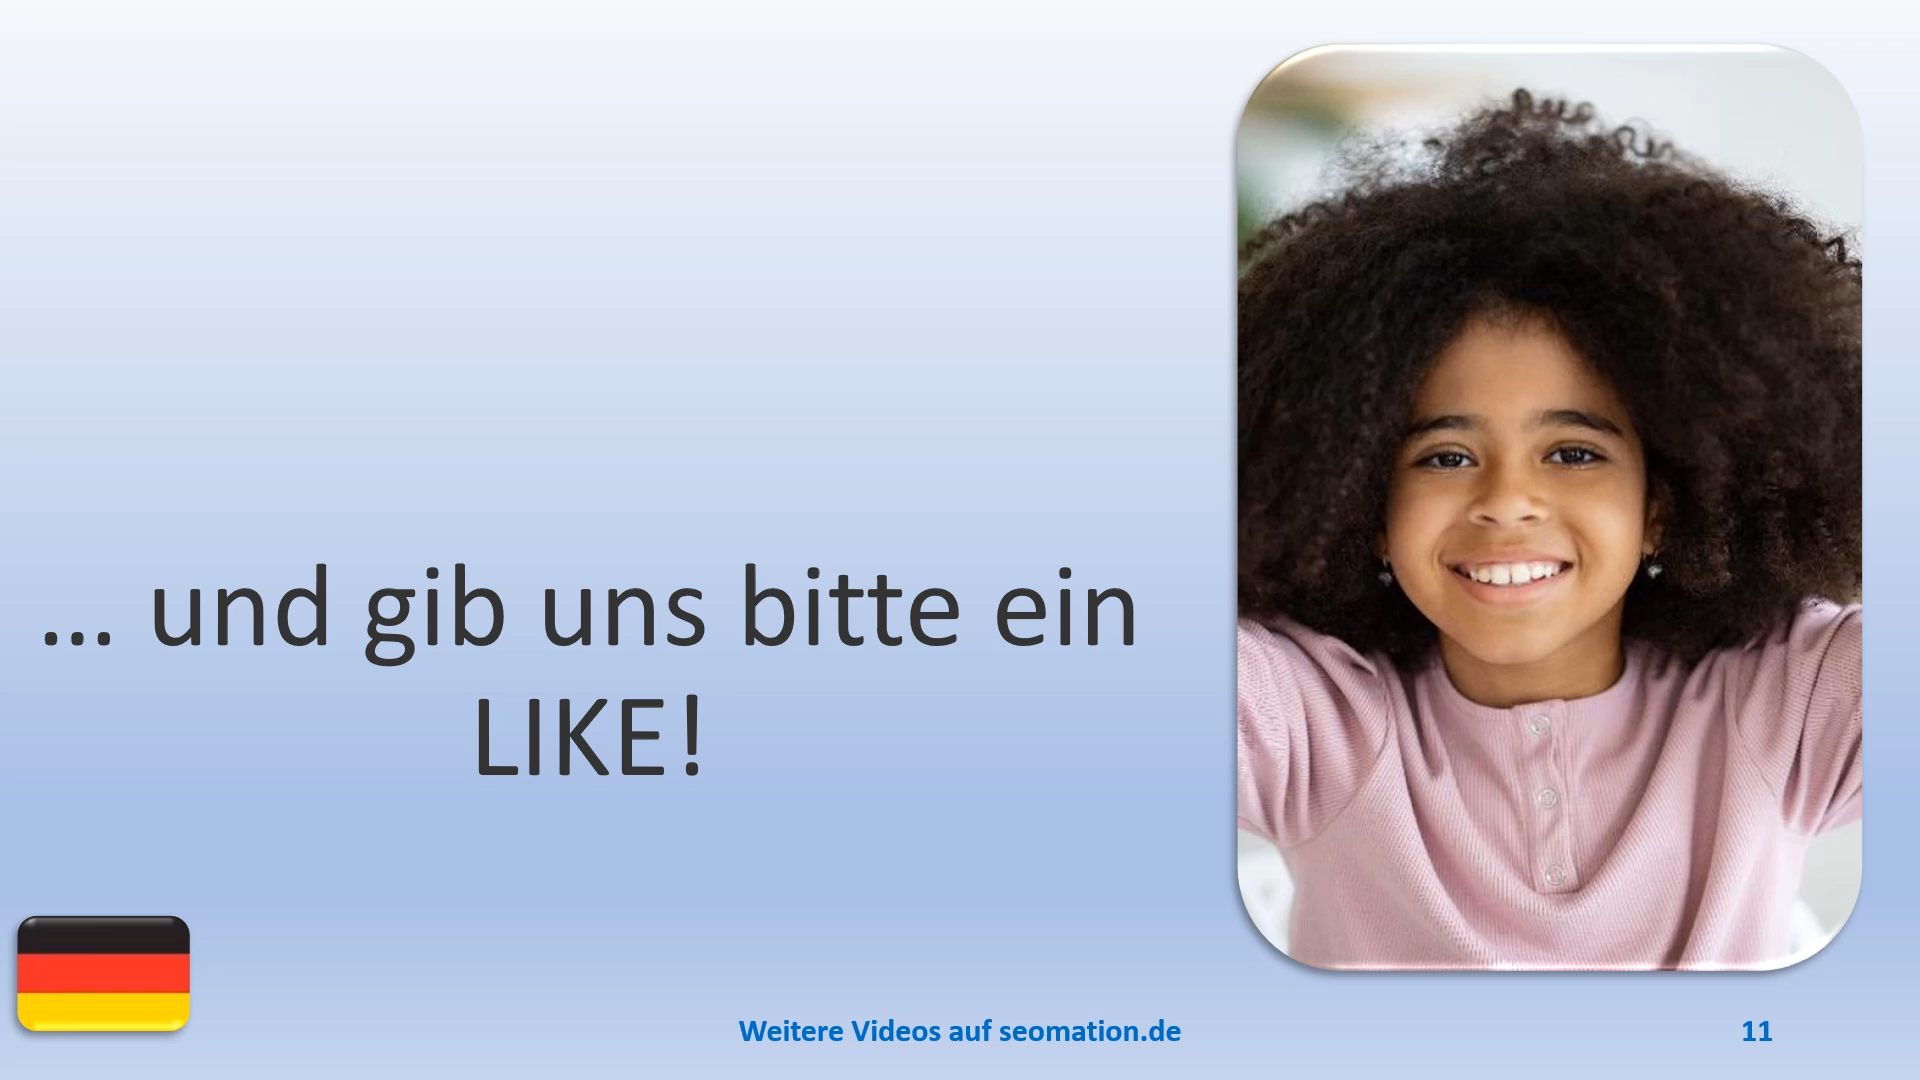 ... und gib uns bitte ein
LIKE!
Weitere Videos auf seomation.de
11